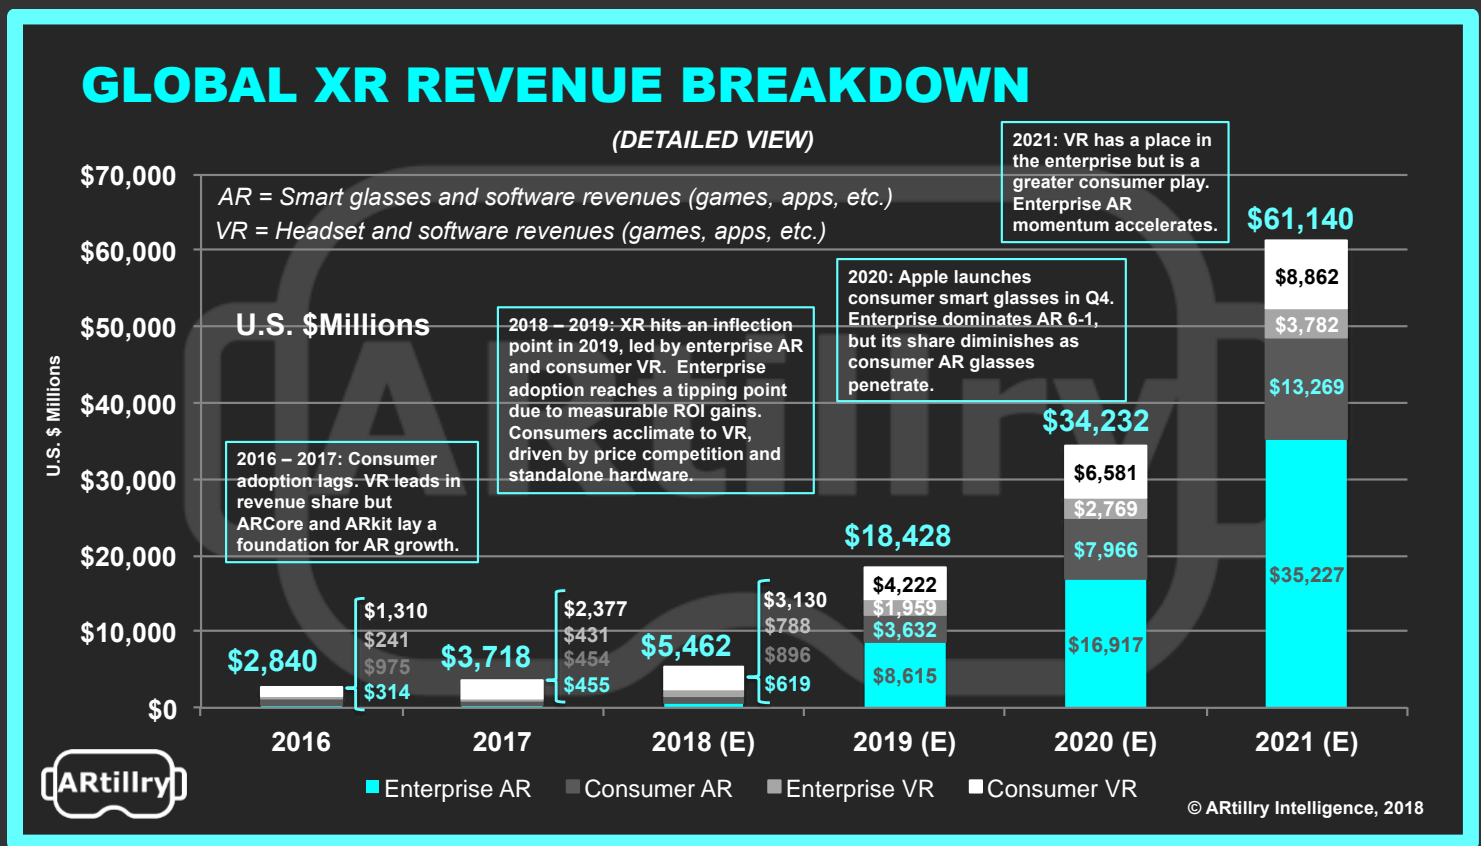 GLOBAL XR REVENUE BREAKDOWN
(DETAILED VIEW)
AR = Smart glasses and software revenues (games, apps, etc.)
VR = Headset and software revenues (games, apps, etc.)
U.S. $Millions
U.S. $ Millions
$70,000
$60,000
$50,000
$40,000
$30,000
$20,000
$10,000
$0
2016 – 2017: Consumer
adoption lags. VR leads in
revenue share but
ARCore and ARkit lay a
foundation for AR growth.
2018 – 2019: XR hits an inflection
point in 2019, led by enterprise AR
and consumer VR.  Enterprise
adoption reaches a tipping point
due to measurable ROI gains.
Consumers acclimate to VR,
driven by price competition and
standalone hardware.
2020: Apple launches
consumer smart glasses in Q4.
Enterprise dominates AR 6-1,
but its share diminishes as
consumer AR glasses
penetrate.
2021: VR has a place in
the enterprise but is a
greater consumer play.
Enterprise AR
momentum accelerates.
$2,840
$1,310
$241
$975
$314
$3,718
$2,377
$431
$454
$455
$5,462
$3,130
$788
$896
$619
$18,428
$4,222
$1,959
$3,632
$8,615
$34,232
$6,581
$2,769
$7,966
$16,917
$61,140
$8,862
$3,782
$13,269
$35,227
2016
2017
2018 (E)
2019 (E)
2020 (E)
2021 (E)
Enterprise AR
Consumer AR
Enterprise VR
Consumer VR
ARtillry
ARtillry
© ARtillry Intelligence, 2018